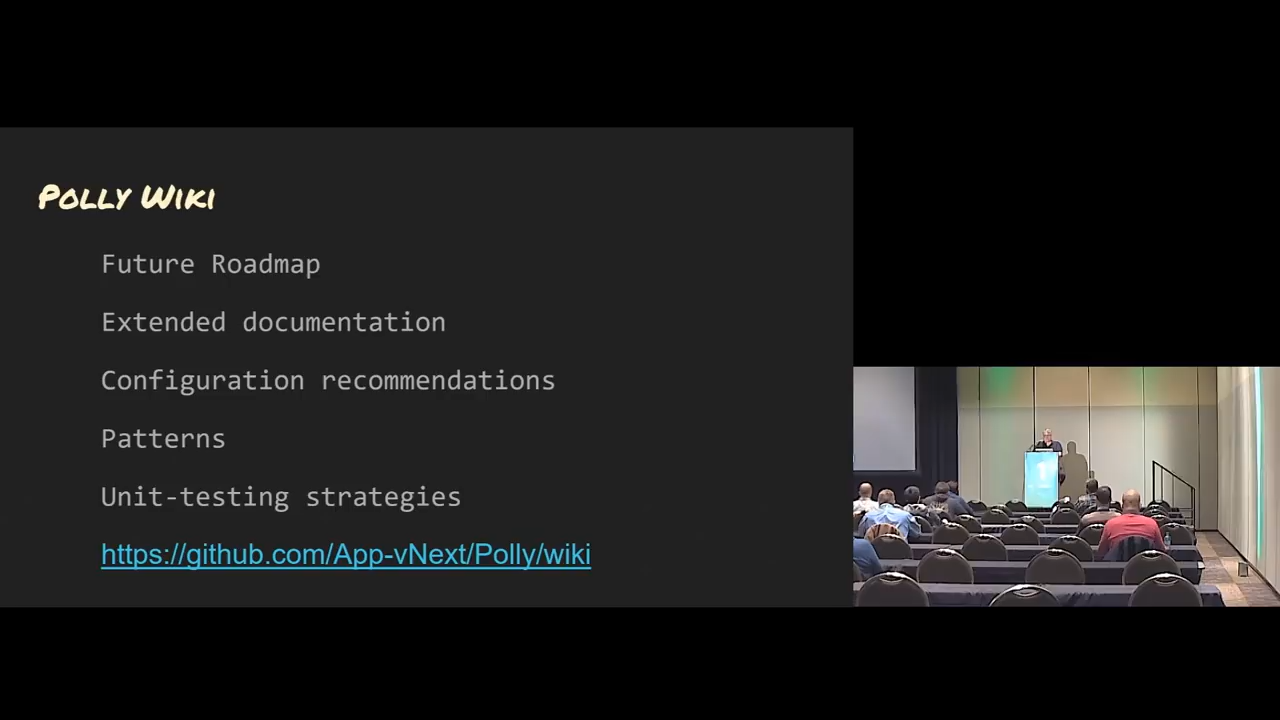 Polly Wiki
Future Roadmap
Extended documentation
Configuration recommendations
Patterns
Unit-testing strategies
https://github.com/App-vNext/Polly/wiki